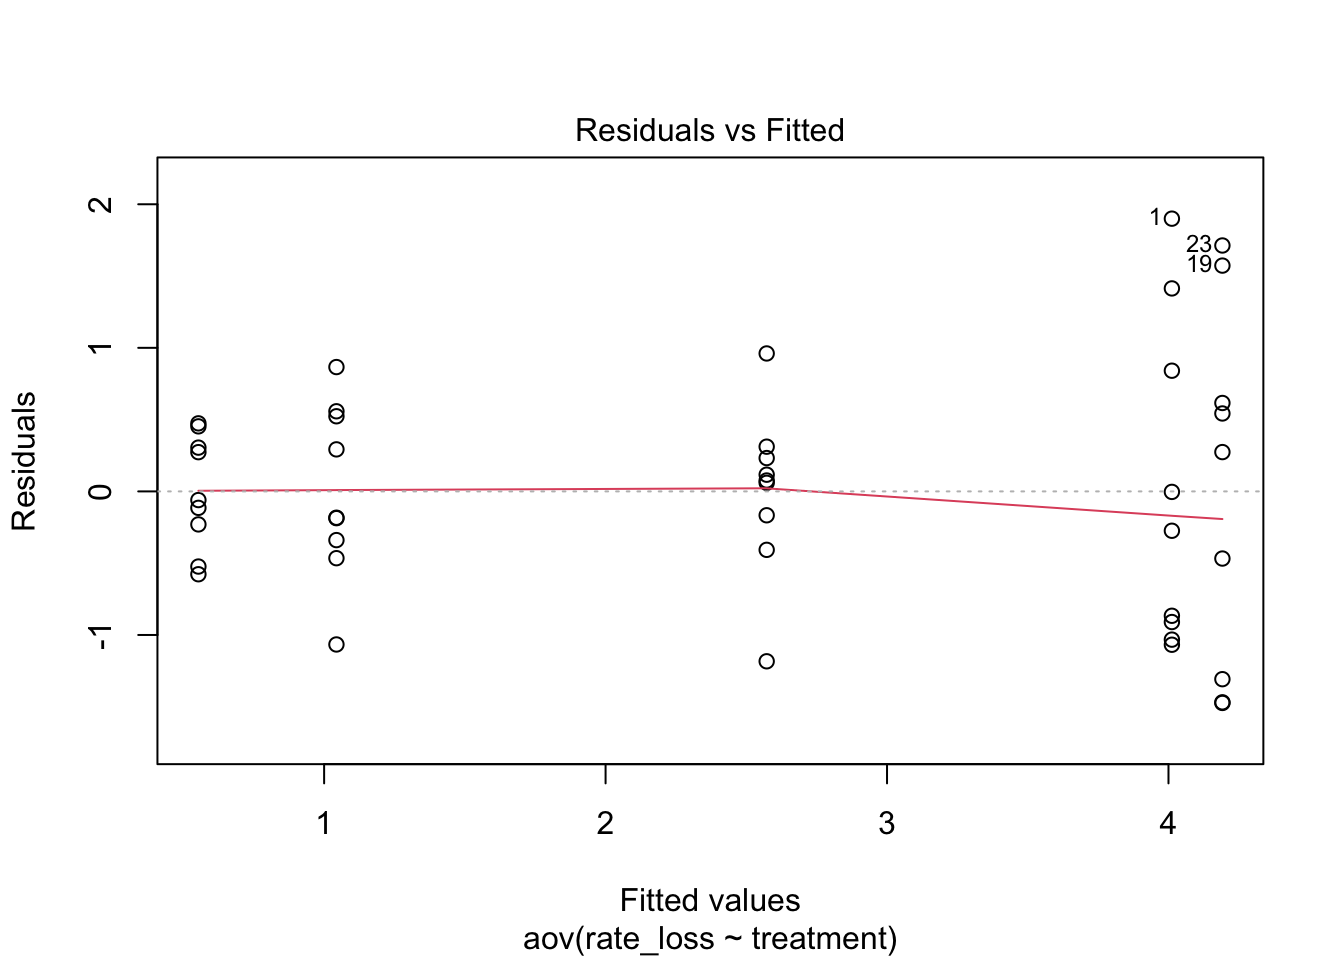 Residuals vs Fitted
2
1
0
-1
Residuals
1
23
19
1 2 3 4
Fitted values
aov(rate_loss ~ treatment)